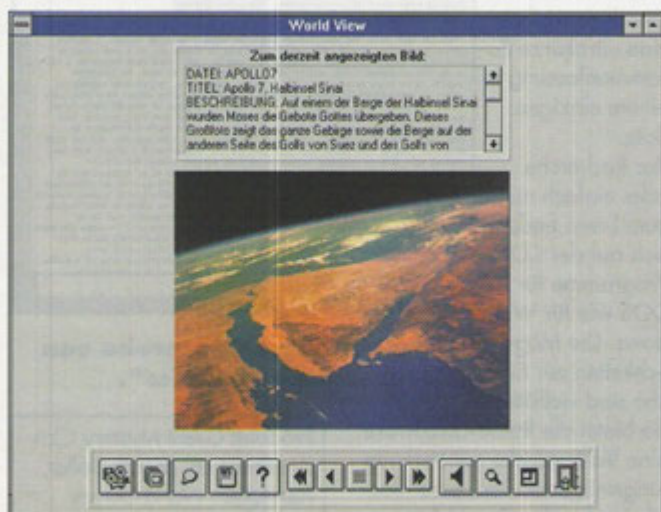 World View
Zum derzeit angezeigten Bild:
DATEI: APOLLO7
TITEL: Apollo 7, Halbinsel Sinai
BESCHREIBUNG: Auf einem der Berge der Halbinsel Sinai
wurden Moses die Gebote Gottes übergeben. Dieses
Großfoto zeigt das ganze Gebirge sowie die Berge auf der
anderen Seite des Golfs von Suez und des Golfs von
?